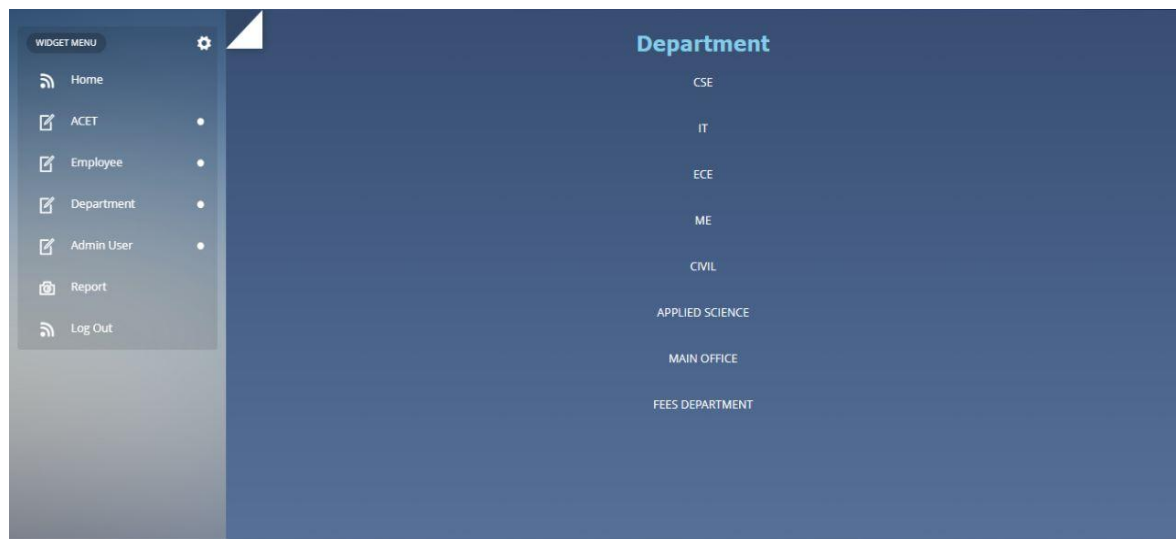 WIDGET MENU
Home
ACET
Employee
Department
Admin User
Report
Log Out
Department
CSE
IT
ECE
ME
CIVIL
APPLIED SCIENCE
MAIN OFFICE
FEES DEPARTMENT